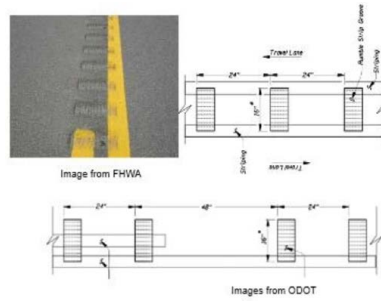 Image from FHWA
Travel Lane
24"
24"
16"
Rumble Strip Groove
Striping
Striping
Travel Lane
24"
48"
24"
16"
Images from ODOT